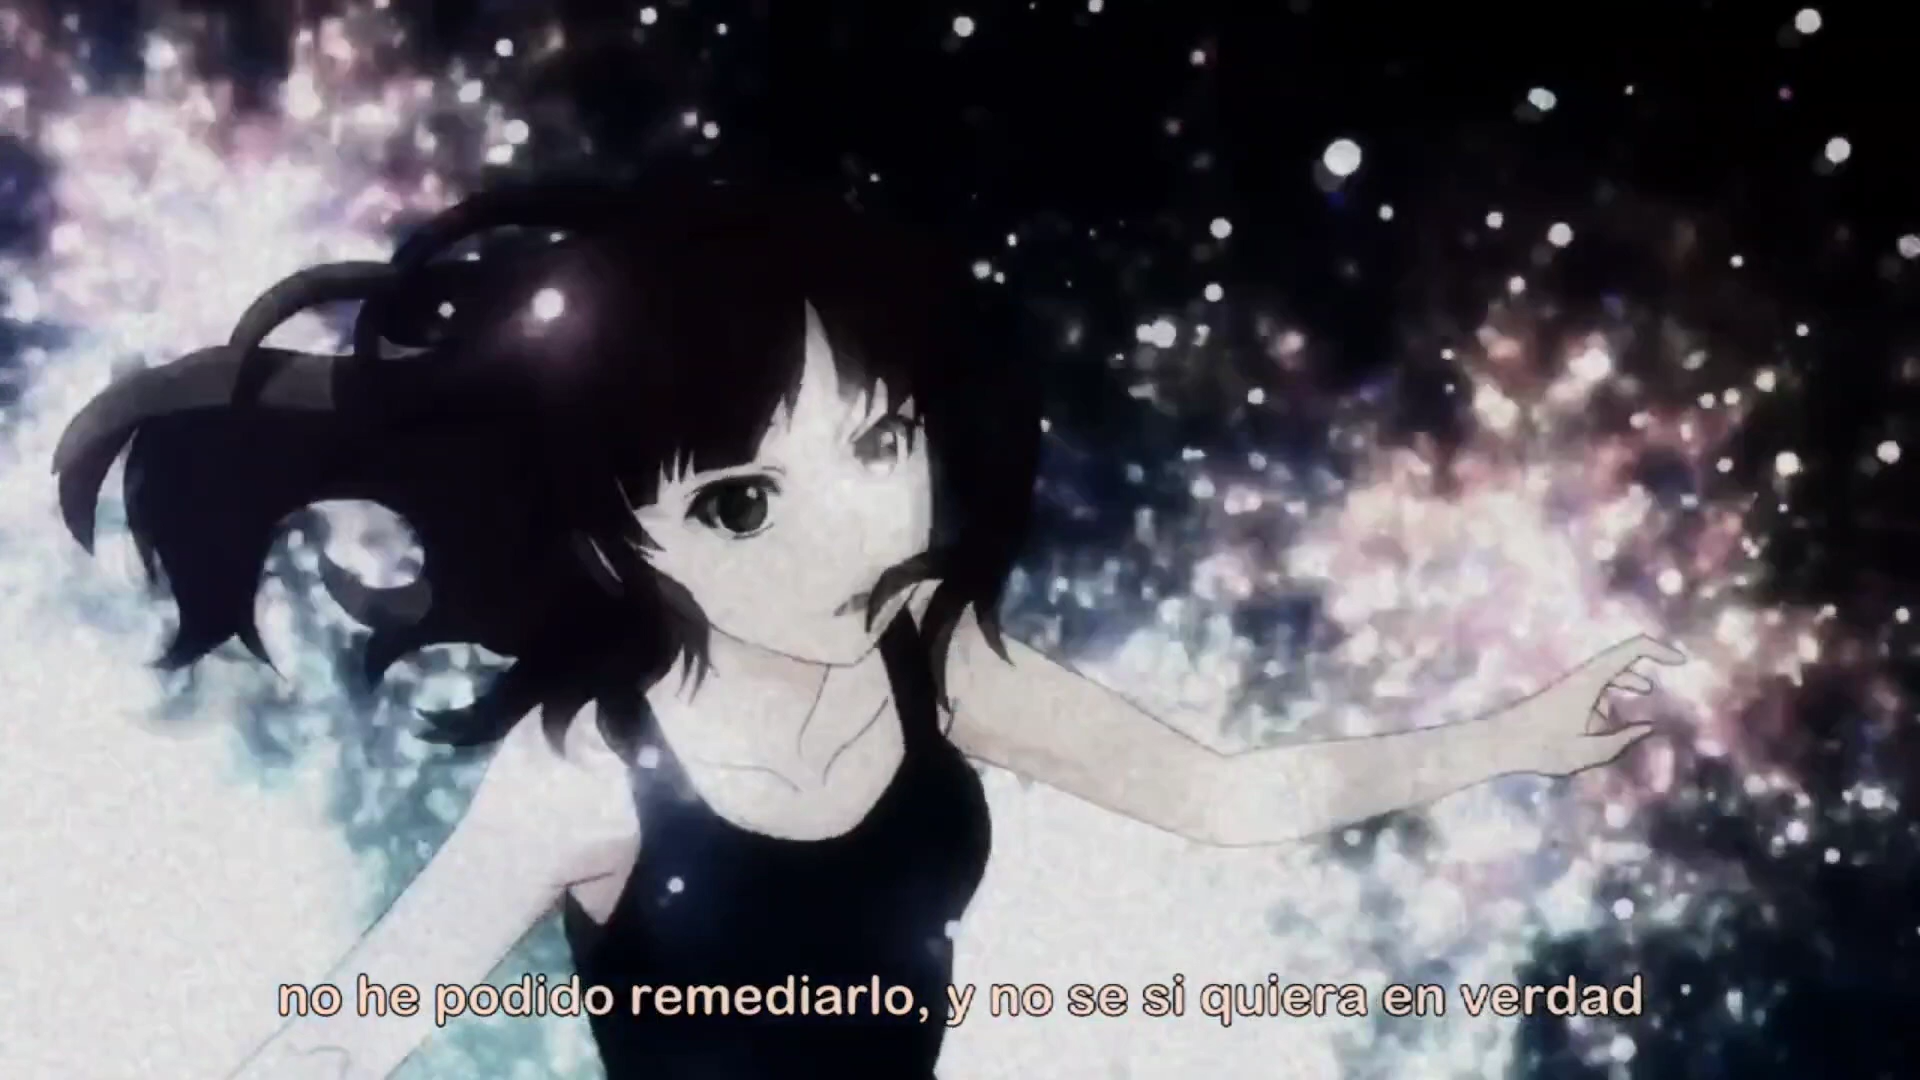 no he podido remediarlo, y no se si quiera en verdad